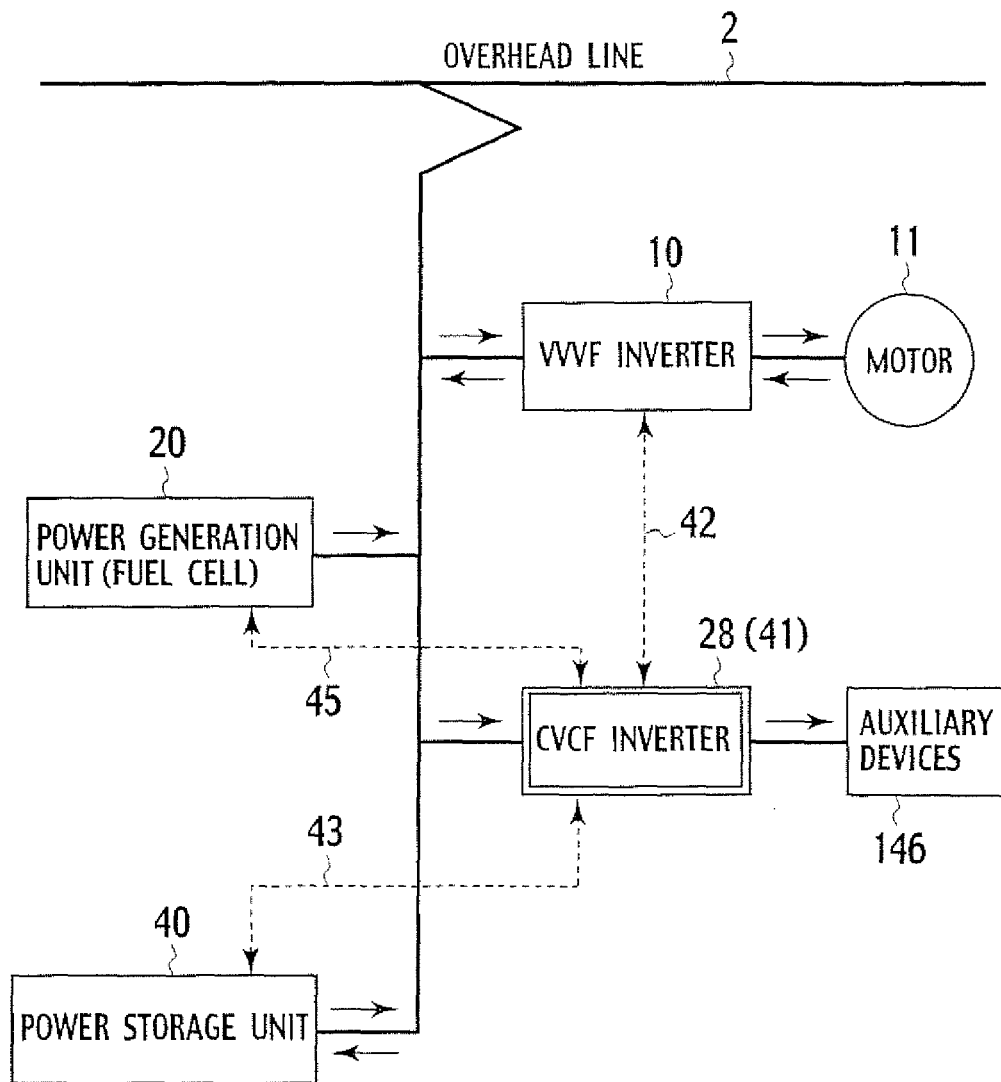 2
OVERHEAD LINE
10
11
VVVF INVERTER
MOTOR
20
POWER GENERATION
UNIT (FUEL CELL)
42
28 (41)
45
CVCF INVERTER
AUXILIARY
DEVICES
43
146
40
POWER STORAGE UNIT